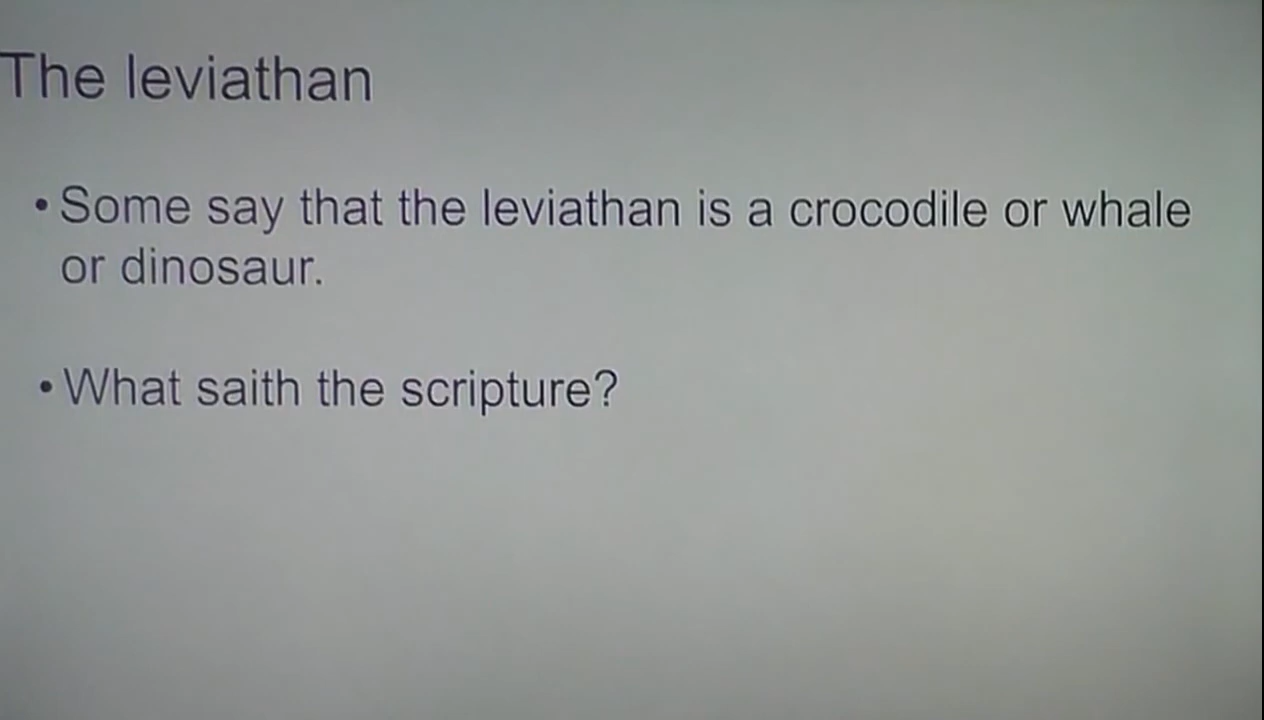 The leviathan
• Some say that the leviathan is a crocodile or whale
or dinosaur.
• What saith the scripture?